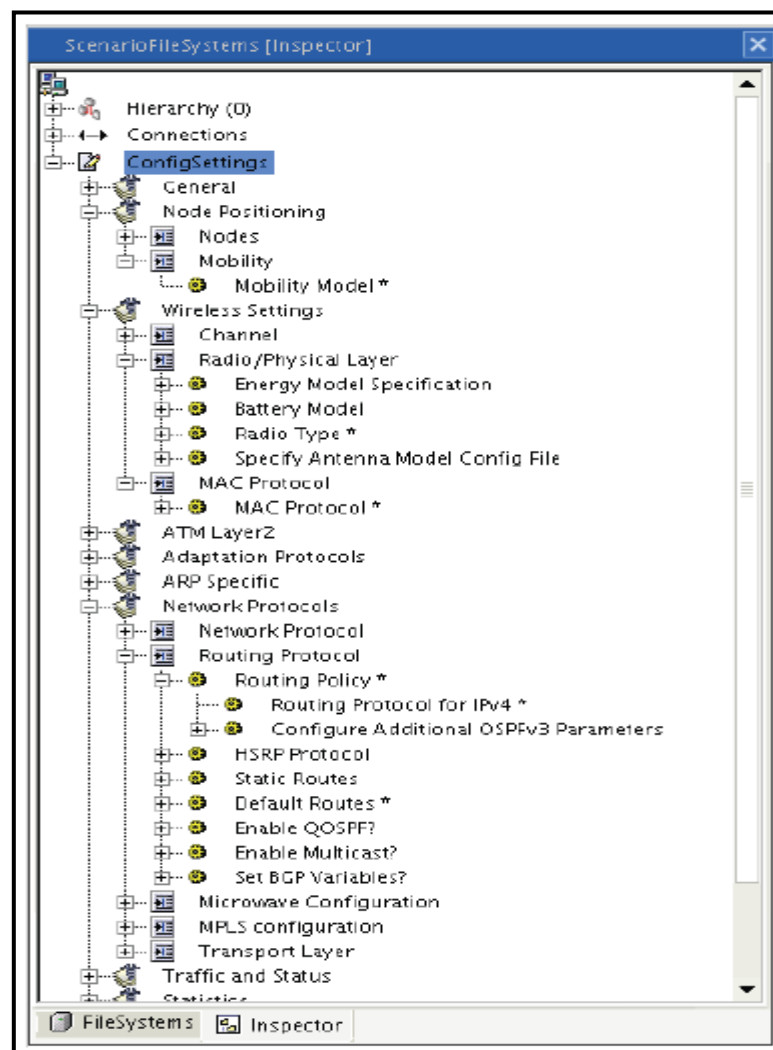 ScenarioFileSystems [Inspector]
Hierarchy (0)
Connections
ConfigSettings
General
Node Positioning
Nodes
Mobility
Mobility Model *
Wireless Settings
Channel
Radio/Physical Layer
Energy Model Specification
Battery Model
Radio Type *
Specify Antenna Model Config File
MAC Protocol
MAC Protocol *
ATM Layer2
Adaptation Protocols
ARP Specific
Network Protocols
Network Protocol
Routing Protocol
Routing Policy *
Routing Protocol for IPv4 *
Configure Additional OSPFv3 Parameters
HSRP Protocol
Static Routes
Default Routes *
Enable QOSPF?
Enable Multicast?
Set BGP Variables?
Microwave Configuration
MPLS configuration
Transport Layer
Traffic and Status
Statistics
FileSystems Inspector